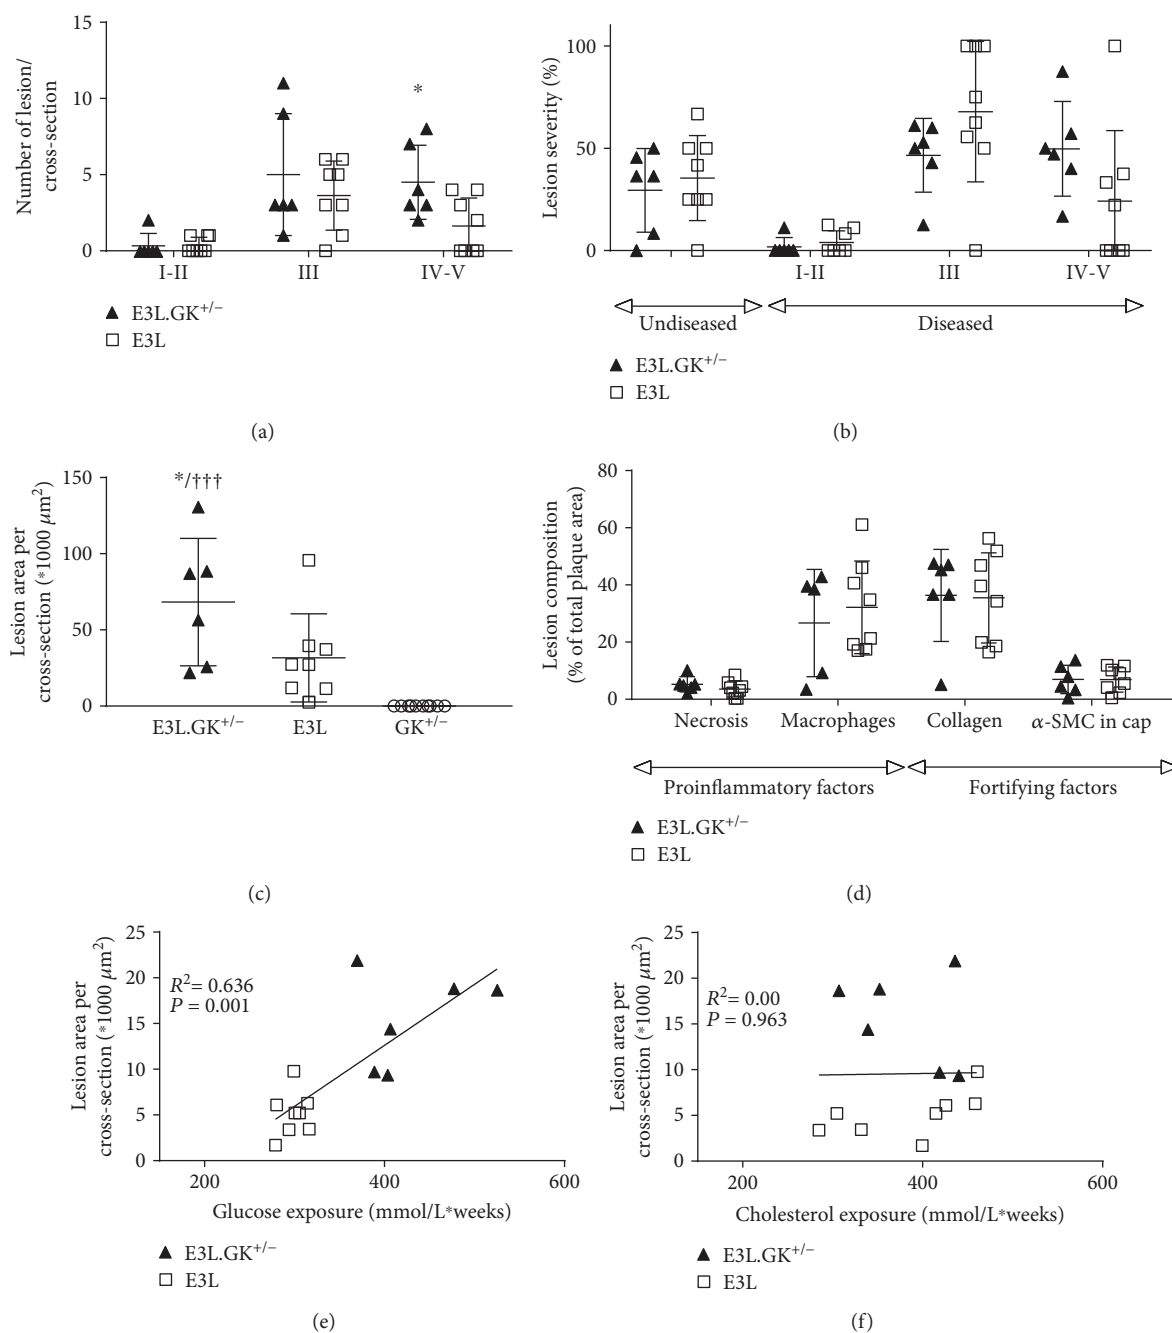 15
10
5
0
Number of lesion/
cross-section
*
I-II
III
IV-V
▲ E3L.GK+/−
□ E3L
(a)
100
50
0
Lesion severity (%)
I-II
III
IV-V
Undiseased
Diseased
▲ E3L.GK+/−
□ E3L
(b)
150
100
50
0
Lesion area per
cross-section (*1000 μm²)
*/†††
E3L.GK+/−
E3L
GK+/−
(c)
80
60
40
20
0
Lesion composition
(% of total plaque area)
Necrosis
Macrophages
Collagen
α-SMC in cap
Proinflammatory factors
Fortifying factors
▲ E3L.GK+/−
□ E3L
(d)
25
20
15
10
5
0
Lesion area per
cross-section (*1000 μm²)
R² = 0.636
P = 0.001
200
400
600
Glucose exposure (mmol/L*weeks)
▲ E3L.GK+/−
□ E3L
(e)
25
20
15
10
5
0
Lesion area per
cross-section (*1000 μm²)
R² = 0.00
P = 0.963
200
400
600
Cholesterol exposure (mmol/L*weeks)
▲ E3L.GK+/−
□ E3L
(f)